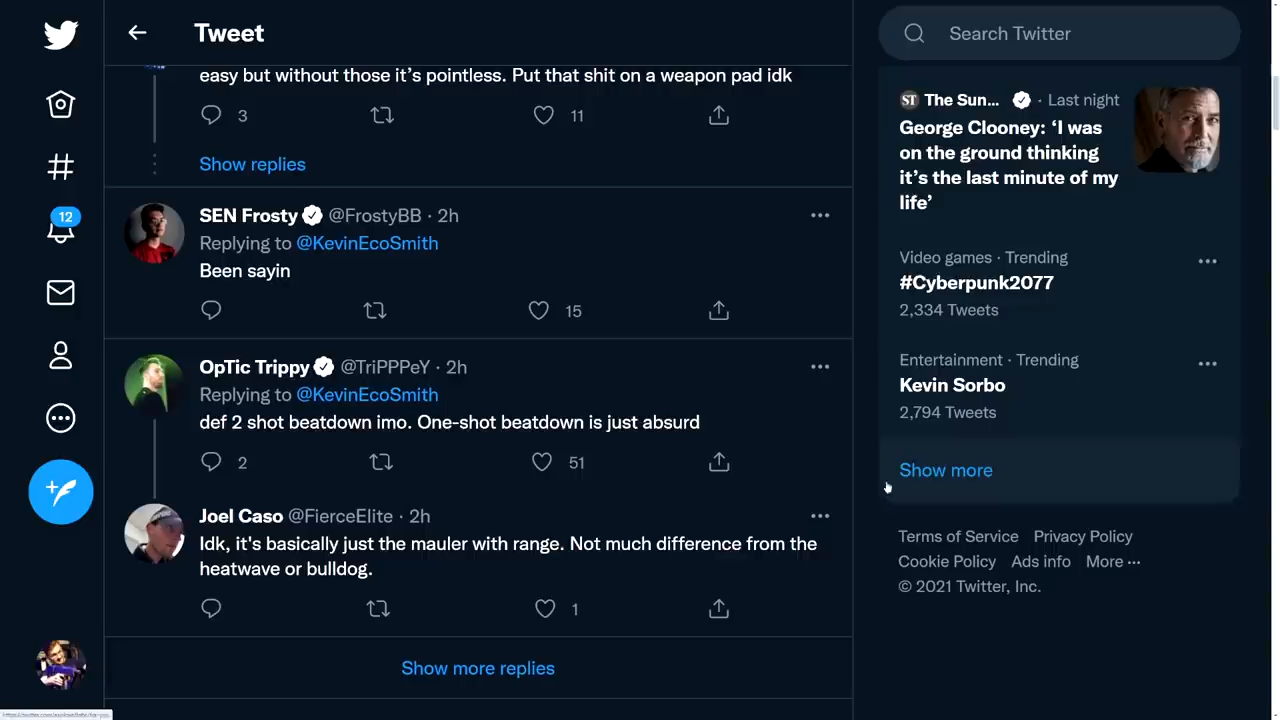 Tweet
Search Twitter
easy but without those it’s pointless. Put that shit on a weapon pad idk
3
11
Show replies
12
SEN Frosty @FrostyBB · 2h
Replying to @KevinEcoSmith
Been sayin
15
OpTic Trippy @TriPPPeY · 2h
Replying to @KevinEcoSmith
def 2 shot beatdown imo. One-shot beatdown is just absurd
2
51
Joel Caso @FierceElite · 2h
Idk, it's basically just the mauler with range. Not much difference from the
heatwave or bulldog.
1
Show more replies
ST The Sun... · Last night
George Clooney: ‘I was
on the ground thinking
it’s the last minute of my
life’
Video games · Trending
#Cyberpunk2077
2,334 Tweets
Entertainment · Trending
Kevin Sorbo
2,794 Tweets
Show more
Terms of Service Privacy Policy
Cookie Policy Ads info More ···
© 2021 Twitter, Inc.